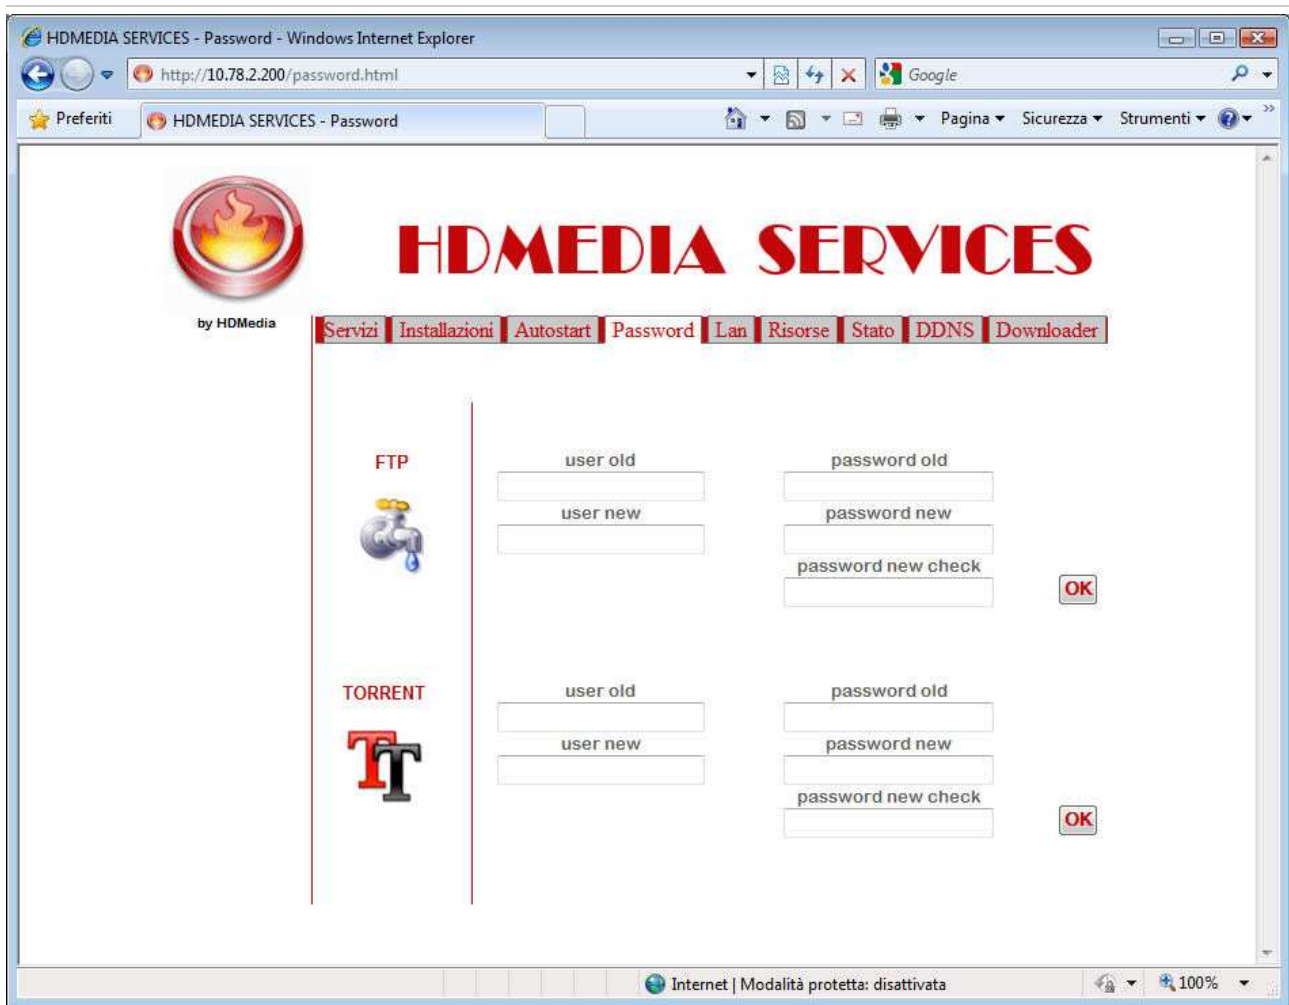 HDMEDIA SERVICES - Password - Windows Internet Explorer
http://10.78.2.200/password.html
Google
Preferiti
HDMEDIA SERVICES - Password
Pagina
Sicurezza
Strumenti
HDMEDIA SERVICES
by HDMedia
Servizi
Installazioni
Autostart
Password
Lan
Risorse
Stato
DDNS
Downloader
FTP
user old
password old
user new
password new
password new check
OK
TORRENT
user old
password old
user new
password new
password new check
OK
Internet | Modalità protetta: disattivata
100%